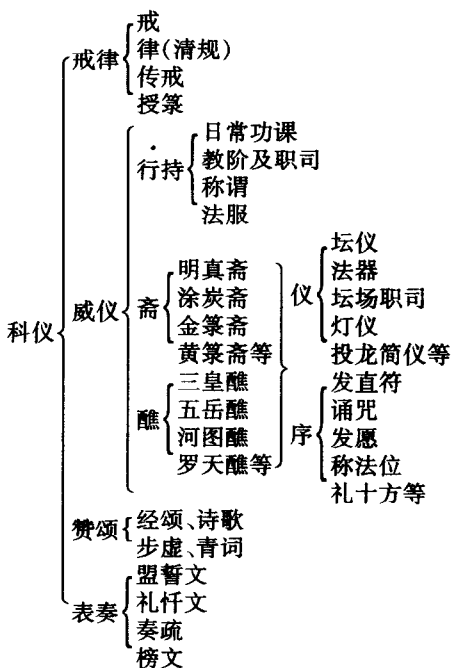 科仪
戒律
戒
律(清规)
传戒
授箓
威仪
行持
日常功课
教阶及职司
称谓
法服
斋
明真斋
涂炭斋
金箓斋
黄箓斋等
醮
三皇醮
五岳醮
河图醮
罗天醮等
仪
坛仪
法器
坛场职司
灯仪
投龙简仪等
序
发直符
诵咒
发愿
称法位
礼十方等
赞颂
经颂、诗歌
步虚、青词
表奏
盟誓文
礼忏文
奏疏
榜文